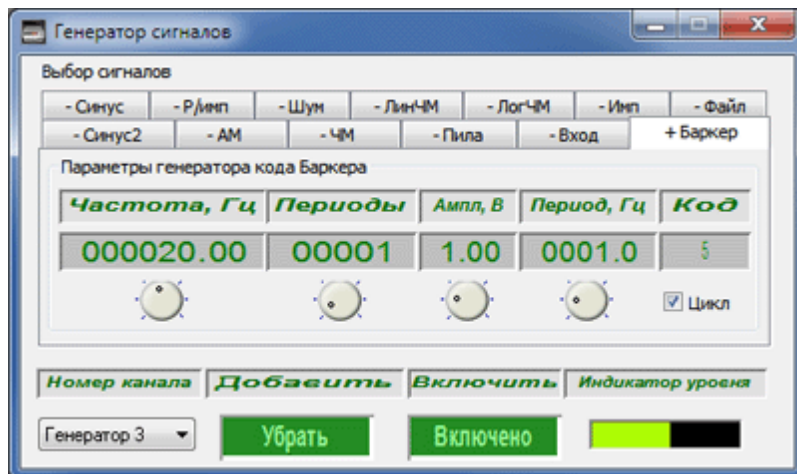 Генератор сигналов
Выбор сигналов
- Синус - Р/имп - Шум - ЛинЧМ - ЛогЧМ - Имп - Файл
- Синус2 - АМ - ЧМ - Пила - Вход + Баркер
Параметры генератора кода Баркера
Частота, Гц Периоды Ампл, В Период, Гц Код
000020.00 00001 1.00 0001.0 5
Цикл
Номер канала Добавить Включить Индикатор уровня
Генератор 3 Убрать Включено